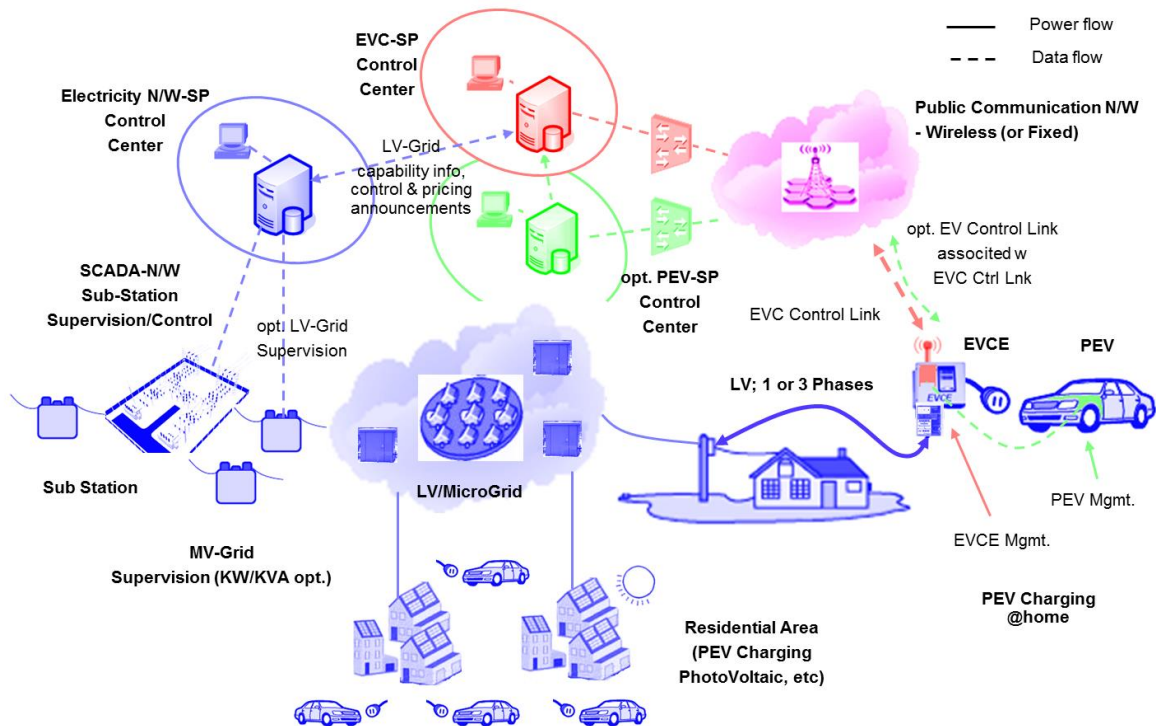 EVC-SP
Control
Center
Power flow
Data flow
Electricity N/W-SP
Control
Center
Public Communication N/W
- Wireless (or Fixed)
LV-Grid
capability info,
control & pricing
announcements
opt. EV Control Link
associted w
EVC Ctrl Lnk
SCADA-N/W
Sub-Station
Supervision/Control
opt. PEV-SP
Control
Center
opt. LV-Grid
Supervision
EVC Control Link
EVCE
PEV
LV; 1 or 3 Phases
EVCE
Sub Station
LV/MicroGrid
PEV Mgmt.
EVCE Mgmt.
MV-Grid
Supervision (KW/KVA opt.)
PEV Charging
@home
Residential Area
(PEV Charging
PhotoVoltaic, etc)